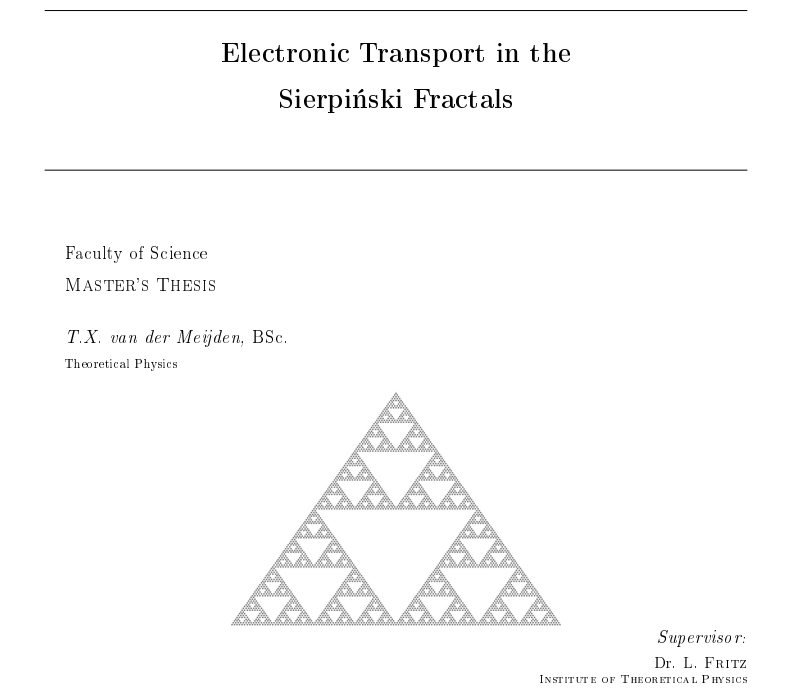 Electronic Transport in the
Sierpiński Fractals
Faculty of Science
Master's Thesis
T.X. van der Meijden, BSc.
Theoretical Physics
Supervisor:
Dr. L. Fritz
Institute of Theoretical Physics